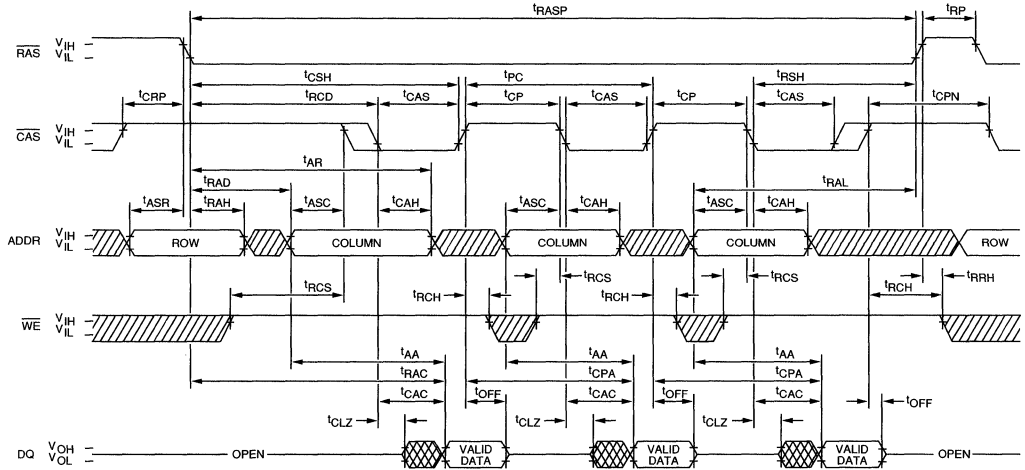 tRASP tRP
RAS VIH
VIL
tCSH tPC tRSH
tCRP tRCD tCAS tCP tCAS tCP tCAS tCPN
CAS VIH
VIL
tAR
tRAD tRAL
tASR tRAH tASC tCAH tASC tCAH tASC tCAH
ADDR VIH
VIL
ROW COLUMN COLUMN COLUMN ROW
tRCS tRCH tRCS tRCH tRCS tRCH tRRH
WE VIH
VIL
tAA tAA tAA
tRAC tCPA tCPA
tCAC tOFF tCAC tOFF tCAC tOFF
tCLZ tCLZ tCLZ
DQ VOH
VOL
OPEN VALID DATA VALID DATA VALID DATA OPEN